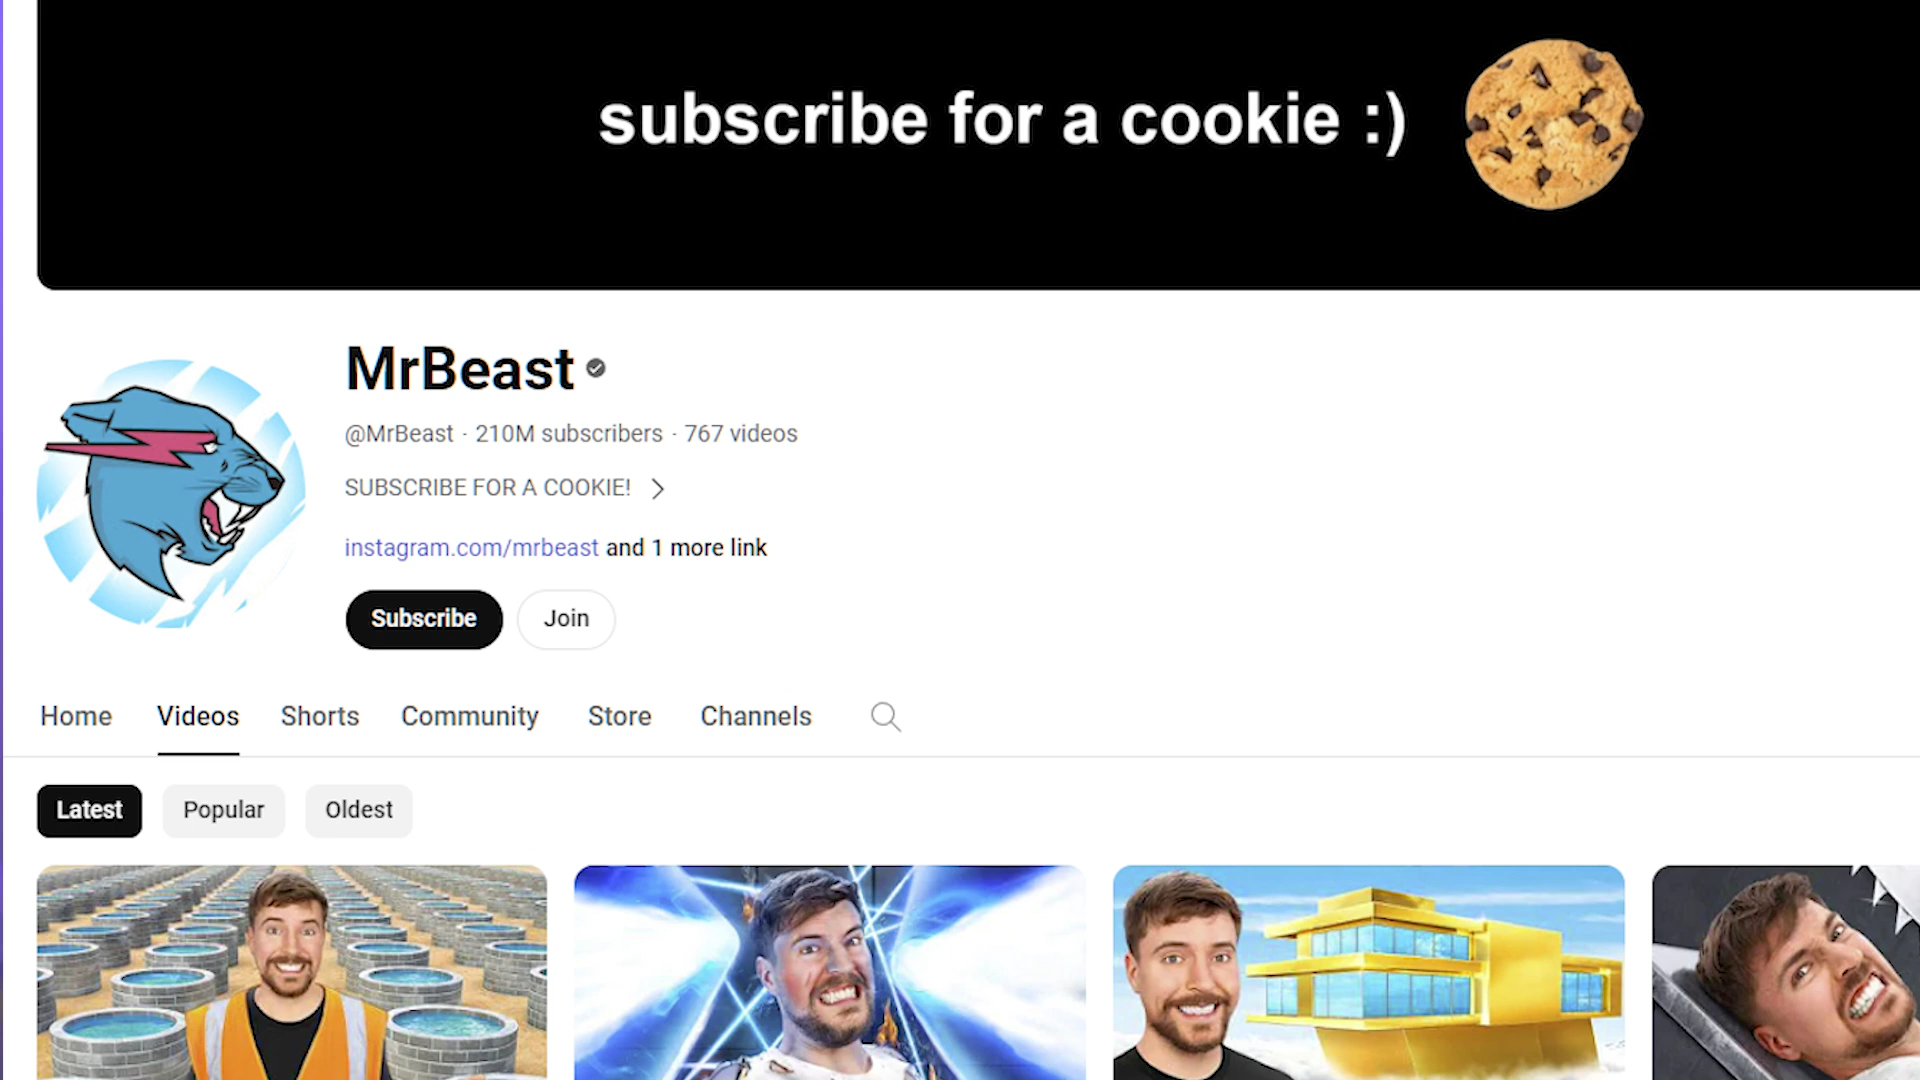 subscribe for a cookie :)
MrBeast
@MrBeast · 210M subscribers · 767 videos
SUBSCRIBE FOR A COOKIE!
instagram.com/mrbeast and 1 more link
Subscribe Join
Home Videos Shorts Community Store Channels
Latest Popular Oldest